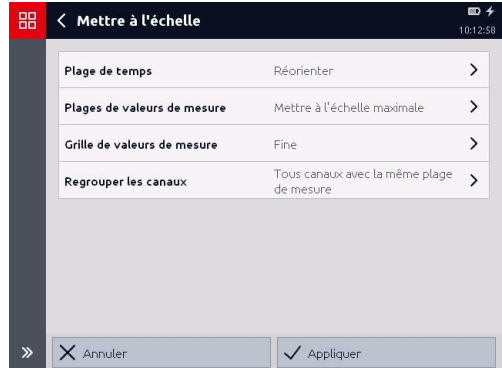 Mettre à l'échelle
10:12:58
Plage de temps
Réorienter
Plages de valeurs de mesure
Mettre à l'échelle maximale
Grille de valeurs de mesure
Fine
Regrouper les canaux
Tous canaux avec la même plage
de mesure
Annuler
Appliquer